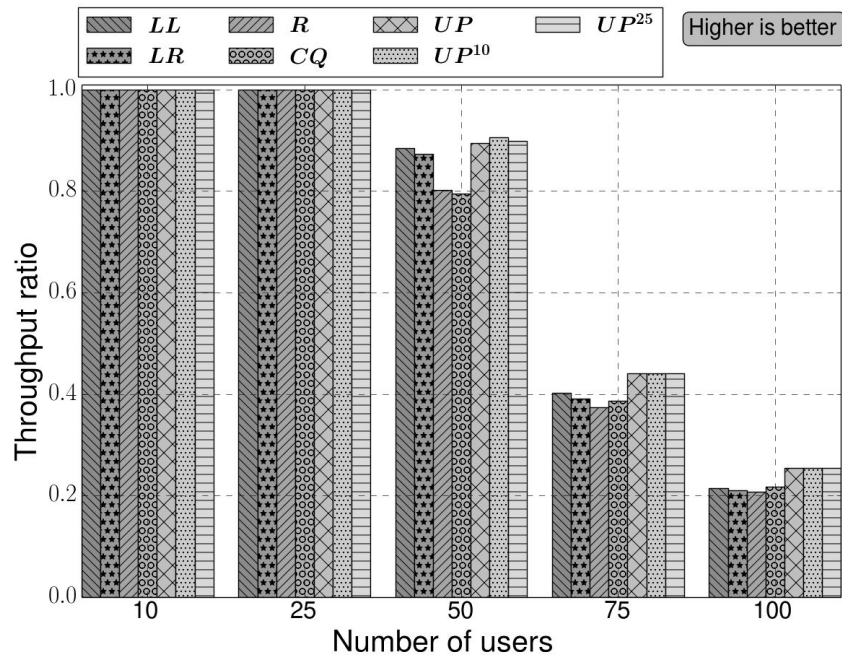 LL R UP UP^25
LR CQ UP^10
Higher is better
1.0
0.8
0.6
0.4
0.2
0.0
Throughput ratio
10 25 50 75 100
Number of users